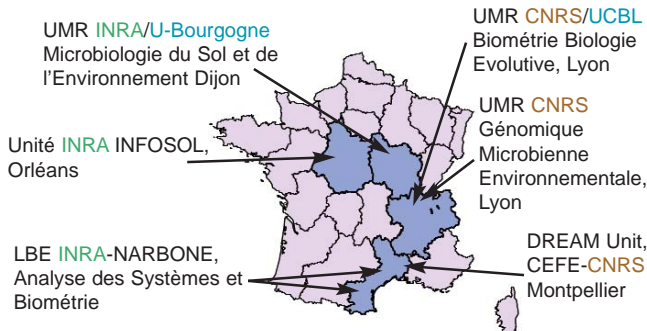 UMR INRA/U-Bourgogne
Microbiologie du Sol et de
l'Environnement Dijon
UMR CNRS/UCBL
Biométrie Biologie
Evolutive, Lyon
Unité INRA INFOSOL,
Orléans
UMR CNRS
Génomique
Microbienne
Environnementale,
Lyon
LBE INRA-NARBONE,
Analyse des Systèmes et
Biométrie
DREAM Unit,
CEFE-CNRS
Montpellier